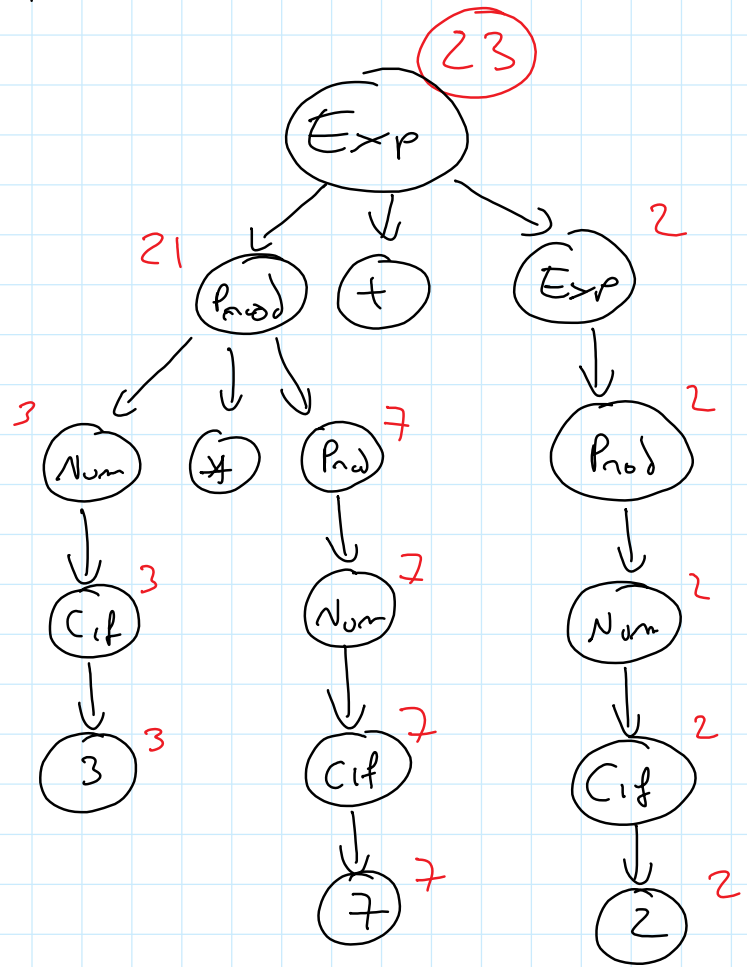 23
Exp
21 2
Prod + Exp
3 7 2
Num * Prod Prod
3 7 2
Cif Num Num
3 7 2
3 Cif Cif
7 2
7 2